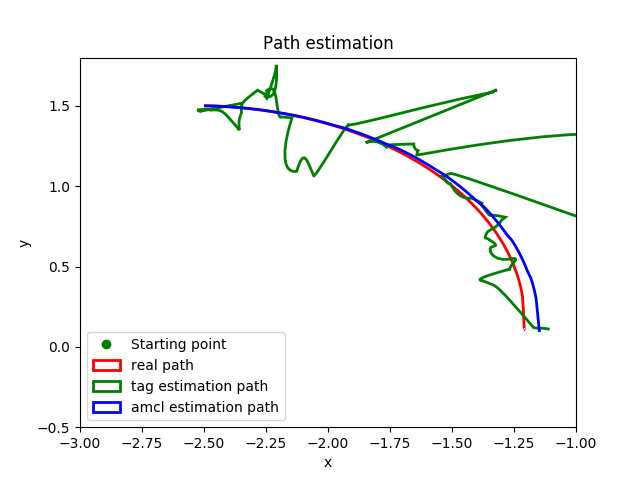 Path estimation
y
1.5
1.0
0.5
0.0
−0.5
Starting point
real path
tag estimation path
amcl estimation path
−3.00 −2.75 −2.50 −2.25 −2.00 −1.75 −1.50 −1.25 −1.00
x